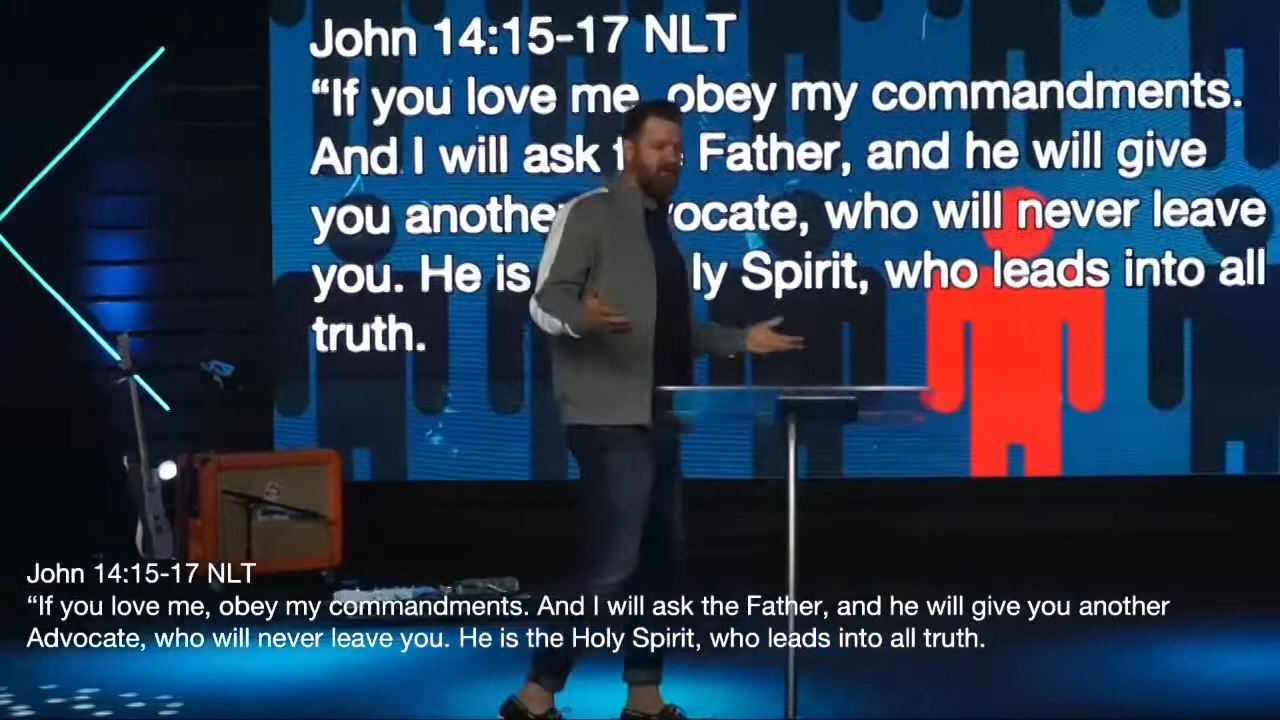 John 14:15-17 NLT
“If you love me, obey my commandments.
And I will ask Father, and he will give
you another vocate, who will never leave
you. He is ly Spirit, who leads into all
truth.
John 14:15-17 NLT
“If you love me, obey my commandments. And I will ask the Father, and he will give you another
Advocate, who will never leave you. He is the Holy Spirit, who leads into all truth.